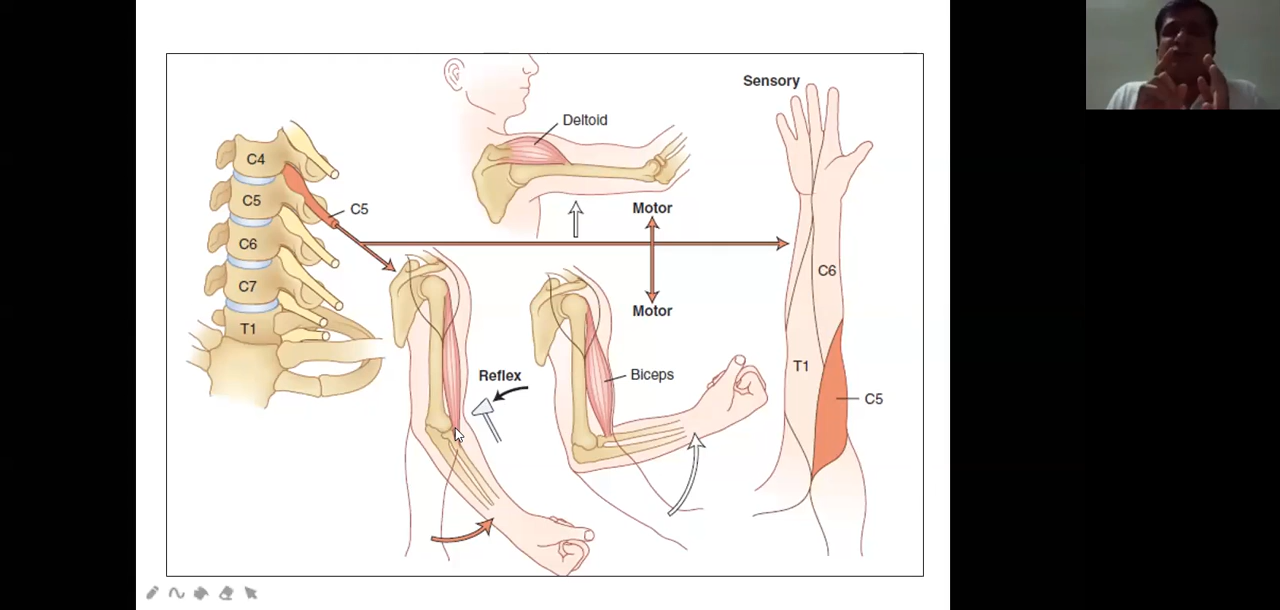 Sensory
Deltoid
C4
C5
C5
Motor
C6
C6
C7
Motor
T1
T1
Reflex
Biceps
C5